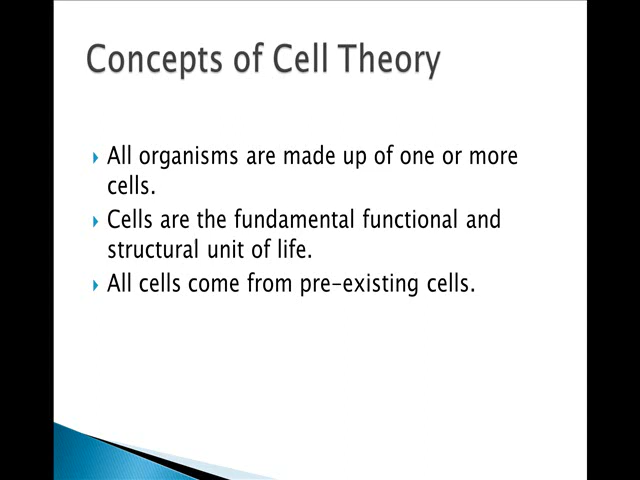 Concepts of Cell Theory
All organisms are made up of one or more
cells.
Cells are the fundamental functional and
structural unit of life.
All cells come from pre-existing cells.